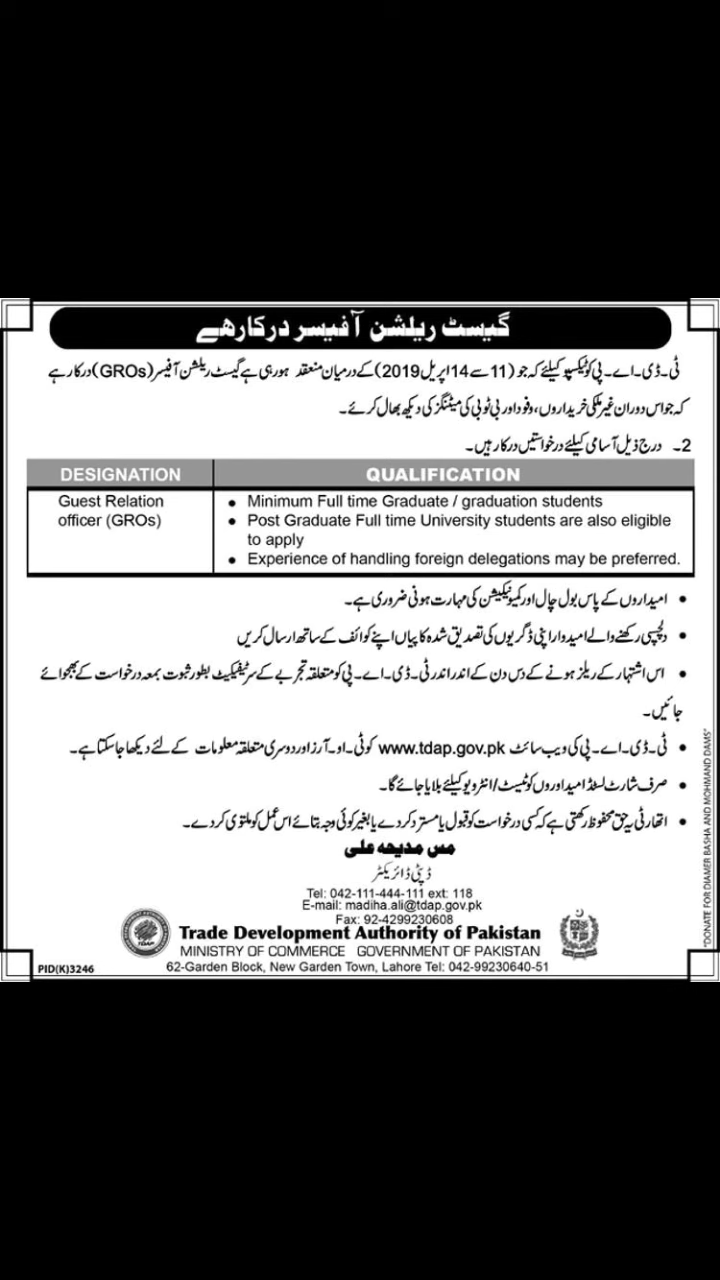 گیسٹ ریلشن آفیسر درکار ھے
ٹی-ڈی-اے-پی کو ٹیکسپو کیلئے کہ جو (11 سے 14 اپریل 2019) کے درمیان منعقد ہو رہی ہے گیسٹ ریلشن آفیسر (GROs) درکار ہے
کہ جو اس دوران غیر ملکی خریداروں، وفود اور بی ٹو بی کی میٹنگز کی دیکھ بھال کرئے۔
2۔ درج ذیل آسامی کیلئے درخواستیں درکار ہیں۔
DESIGNATION QUALIFICATION
Guest Relation officer (GROs)
• Minimum Full time Graduate / graduation students
• Post Graduate Full time University students are also eligible
to apply
• Experience of handling foreign delegations may be preferred.
• امیداروں کے پاس بول چال اور کمیونیکیشن کی مہارت ہونی ضروری ہے۔
• دلچسپی رکھنے والے امیدوار اپنی ڈگریوں کی تصدیق شدہ کاپیاں اپنے کوائف کے ساتھ ارسال کریں
• اس اشتہار کے ریلز ہونے کے دس دن کے اندر اندر ٹی-ڈی-اے-پی کو متعلقہ تجربے کے سرٹیفکیٹ بطور ثبوت بمعہ درخواست کے بھجوائے
جائیں۔
• ٹی-ڈی-اے-پی کی ویب سائٹ www.tdap.gov.pk کو ٹی-او-آرز اور دوسری متعلقہ معلومات کے لئے دیکھا جاسکتا ہے۔
• صرف شارٹ لسٹڈ امیداوروں کو ٹیسٹ/انٹرویو کیلئے بلایا جائے گا۔
• اتھارٹی یہ حق محفوظ رکھتی ہے کہ کسی درخواست کو قبول یا مسترد کردے یا بغیر کوئی وجہ بتائے اس عمل کو ملتوی کردے۔
مس مدیحہ علی
ڈپٹی ڈائریکٹر
Tel: 042-111-444-111 ext: 118
E-mail: madiha.ali@tdap.gov.pk
Fax: 92-4299230608
Trade Development Authority of Pakistan
MINISTRY OF COMMERCE GOVERNMENT OF PAKISTAN
62-Garden Block, New Garden Town, Lahore Tel: 042-99230640-51
TDAP
PID(K)3246
"DONATE FOR DIAMER BASHA AND MOHMAND DAMS"